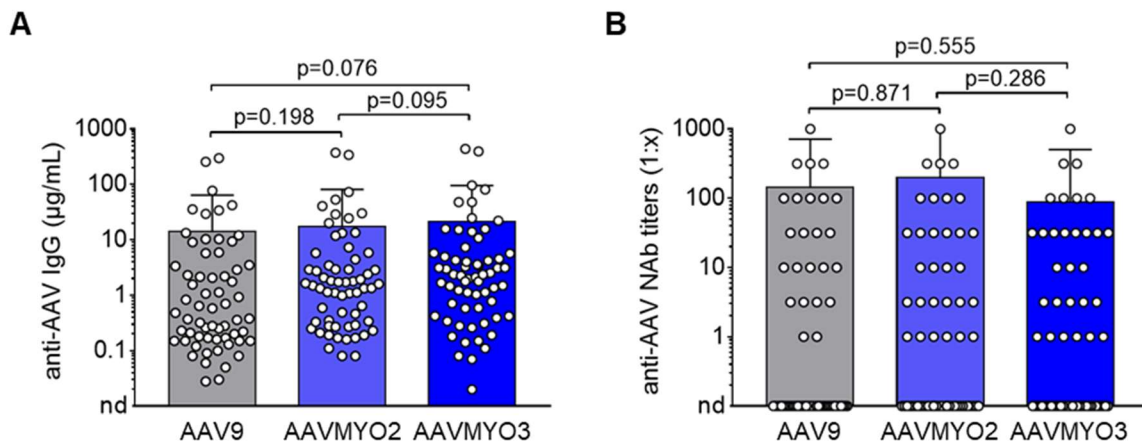 A
p=0.076
p=0.198
p=0.095
anti-AAV IgG (µg/mL)
1000
100
10
1
0.1
nd
AAV9
AAVMYO2
AAVMYO3
B
p=0.555
p=0.286
p=0.871
anti-AAV NAb titers (1:x)
1000
100
10
1
nd
AAV9
AAVMYO2
AAVMYO3